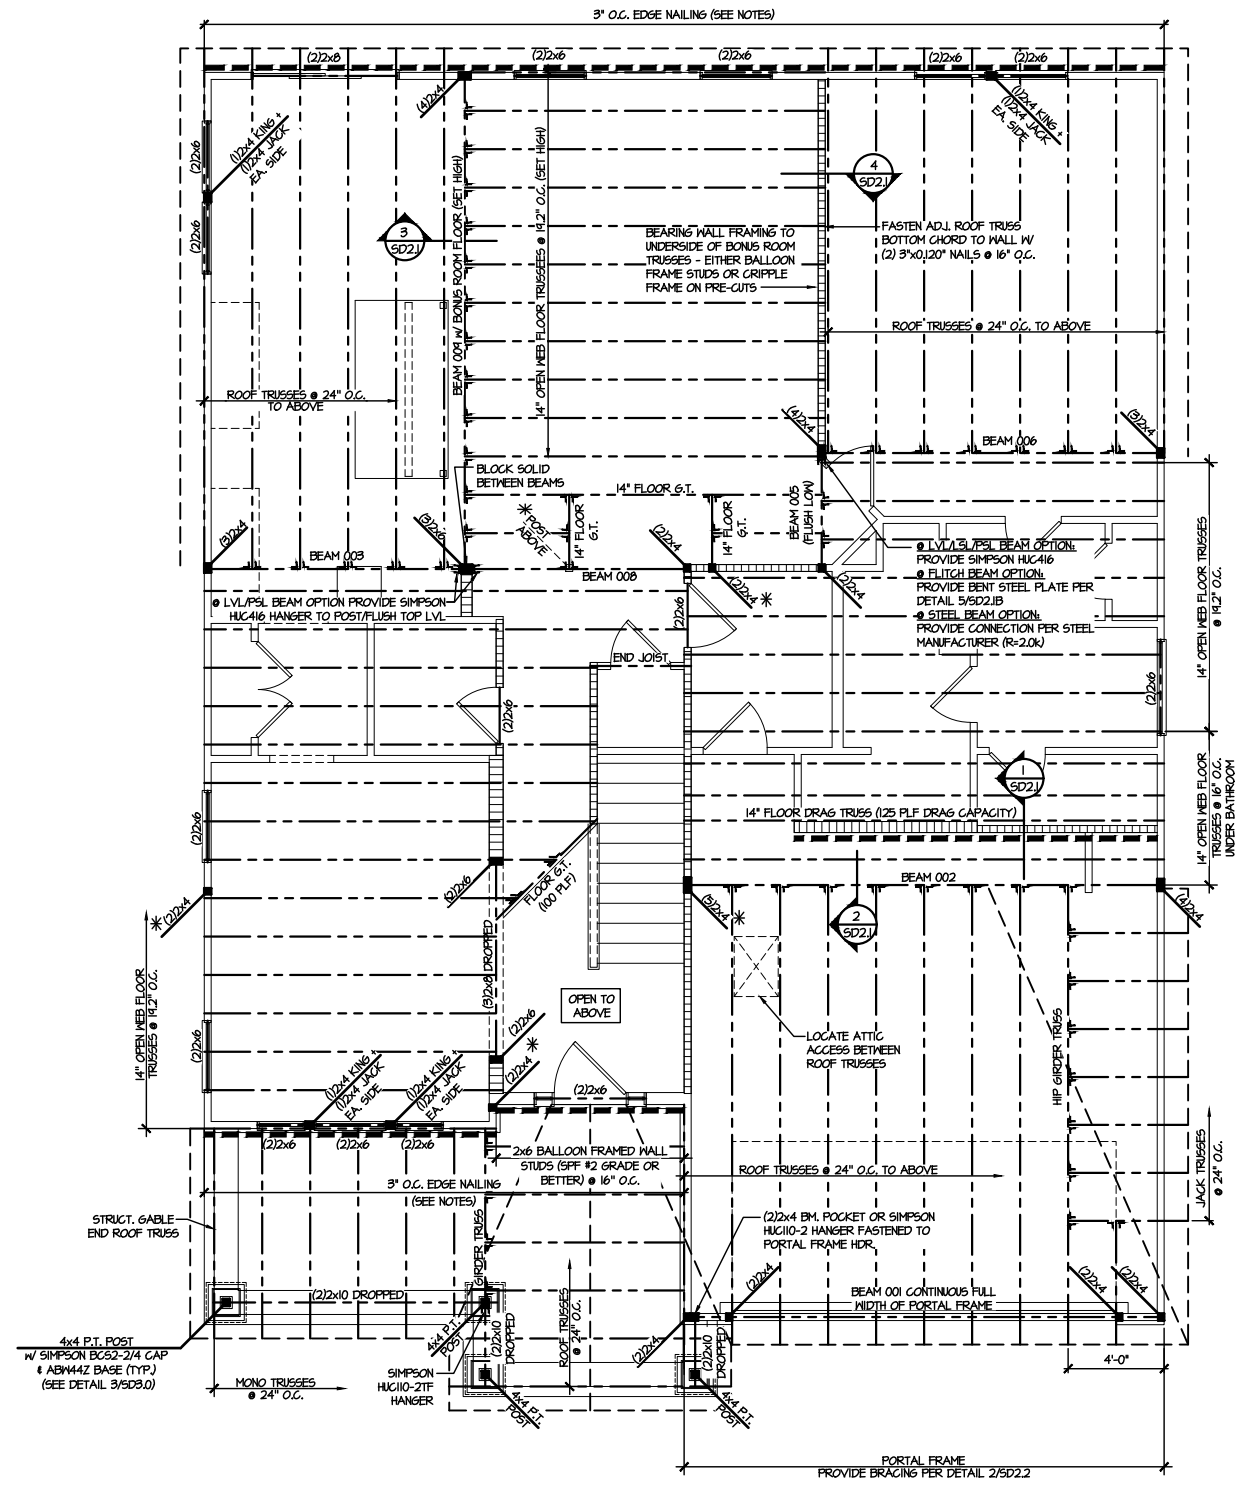 3" O.C. EDGE NAILING (SEE NOTES)
(2)2x8
(2)2x6
(2)2x6
(2)2x6
(2)2x6
(4)2x4
(1)2x4 KING +
(1)2x4 JACK
EA. SIDE
(2)2x6
(2)2x6
(1)2x4 KING +
(1)2x4 JACK
EA. SIDE
3
SD2.1
4
SD2.1
BEAM 009 W/ BONUS ROOM FLOOR (SET HIGH)
14" OPEN WEB FLOOR TRUSSEES @ 19.2" O.C. (SET HIGH)
BEARING WALL FRAMING TO
UNDERSIDE OF BONUS ROOM
TRUSSES - EITHER BALLOON
FRAME STUDS OR CRIPPLE
FRAME ON PRE-CUTS
FASTEN ADJ. ROOF TRUSS
BOTTOM CHORD TO WALL W/
(2) 3"x0.120" NAILS @ 16" O.C.
ROOF TRUSSES @ 24" O.C. TO ABOVE
ROOF TRUSSES @ 24" O.C.
TO ABOVE
(4)2x4
(3)2x4
BEAM 006
BLOCK SOLID
BETWEEN BEAMS
14" FLOOR G.T.
POST
ABOVE
14" FLOOR
G.T.
14" FLOOR
G.T.
BEAM 005
(FLUSH LOW)
(3)2x4
(3)2x6
(2)2x4
BEAM 003
BEAM 008
(2)2x4
(2)2x4
@ LVL/LSL/PSL BEAM OPTION:
PROVIDE SIMPSON HUC416
@ FLITCH BEAM OPTION:
PROVIDE BENT STEEL PLATE PER
DETAIL 5/SD2.1B
@ STEEL BEAM OPTION:
PROVIDE CONNECTION PER STEEL
MANUFACTURER (R=2.0k)
14" OPEN WEB FLOOR TRUSSES
@ 19.2" O.C.
@ LVL/PSL BEAM OPTION PROVIDE SIMPSON
HUC416 HANGER TO POST/FLUSH TOP LVL
(2)2x6
END JOIST
(2)2x6
(2)2x6
1
SD2.1
14" OPEN WEB FLOOR
TRUSSES @ 16" O.C.
UNDER BATHROOM
14" FLOOR DRAG TRUSS (125 PLF DRAG CAPACITY)
(2)2x6
(2)2x6
FLOOR G.T.
(100 PLF)
BEAM 002
(2)2x4
(5)2x4
(4)2x4
2
SD2.1
(3)2x8 DROPPED
OPEN TO
ABOVE
14" OPEN WEB FLOOR
TRUSSES @ 19.2" O.C.
(2)2x6
(2)2x6
(2)2x4
LOCATE ATTIC
ACCESS BETWEEN
ROOF TRUSSES
HIP GIRDER TRUSS
(1)2x4 KING +
(1)2x4 JACK
EA. SIDE
(1)2x4 KING +
(1)2x4 JACK
EA. SIDE
(2)2x6
(2)2x6
(2)2x6
(2)2x6
2x6 BALLOON FRAMED WALL
STUDS (SPF #2 GRADE OR
BETTER) @ 16" O.C.
ROOF TRUSSES @ 24" O.C. TO ABOVE
JACK TRUSSES
@ 24" O.C.
3" O.C. EDGE NAILING
(SEE NOTES)
STRUCT. GABLE
END ROOF TRUSS
GIRDER TRUSS
(2)2x4 BM. POCKET OR SIMPSON
HUC110-2 HANGER FASTENED TO
PORTAL FRAME HDR.
(2)2x10 DROPPED
ROOF TRUSSES
@ 24" O.C.
(2)2x4
(2)2x4
(2)2x4
BEAM 001 CONTINUOUS FULL
WIDTH OF PORTAL FRAME
4x4 P.T.
POST
(2)2x10
DROPPED
(2)2x4
(2)2x10
DROPPED
4x4 P.T. POST
W/ SIMPSON BCS2-2/4 CAP
& ABW44Z BASE (TYP.)
(SEE DETAIL 3/SD3.0)
MONO TRUSSES
@ 24" O.C.
SIMPSON
HUC110-2TF
HANGER
4x4 P.T.
POST
4x4 P.T.
POST
4'-0"
PORTAL FRAME
PROVIDE BRACING PER DETAIL 2/SD2.2